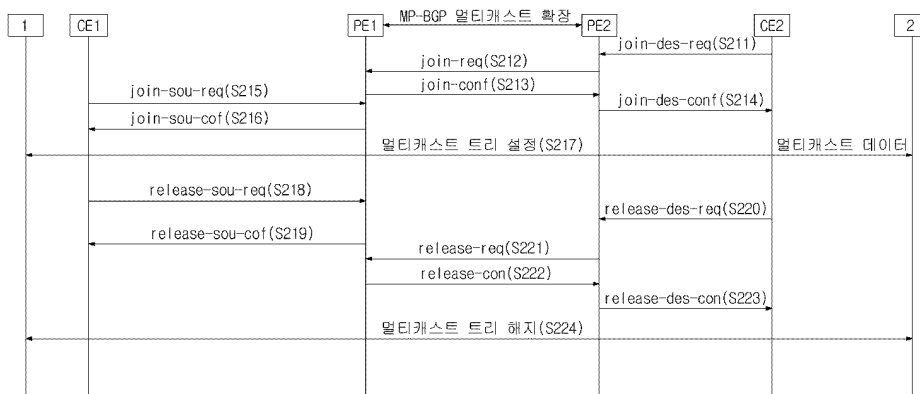 MP-BGP 멀티캐스트 확장
1 CE1 PE1 PE2 CE2 2
join-des-req(S211)
join-req(S212)
join-conf(S213)
join-sou-req(S215)
join-des-conf(S214)
join-sou-cof(S216)
멀티캐스트 트리 설정(S217) 멀티캐스트 데이터
release-sou-req(S218)
release-des-req(S220)
release-sou-cof(S219)
release-req(S221)
release-con(S222)
release-des-con(S223)
멀티캐스트 트리 해지(S224)